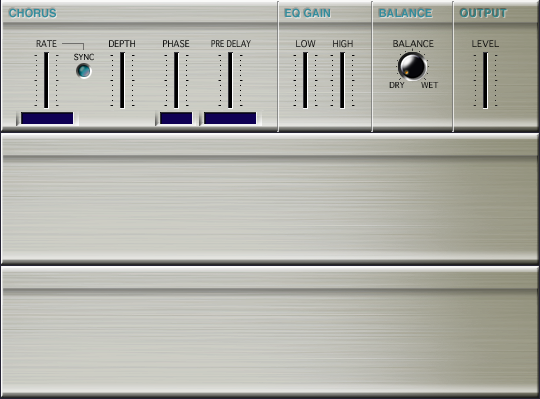 CHORUS EQ GAIN BALANCE OUTPUT
RATE DEPTH PHASE PRE DELAY LOW HIGH BALANCE LEVEL
SYNC
DRY WET